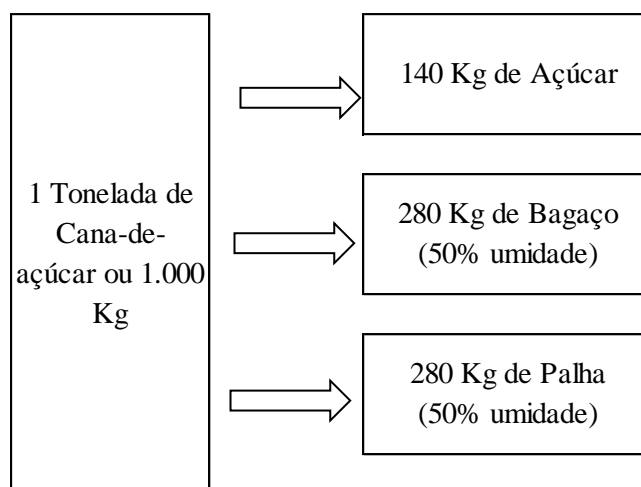 1 Tonelada de
Cana-de-
açúcar ou 1.000
Kg
140 Kg de Açúcar
280 Kg de Bagaço
(50% umidade)
280 Kg de Palha
(50% umidade)